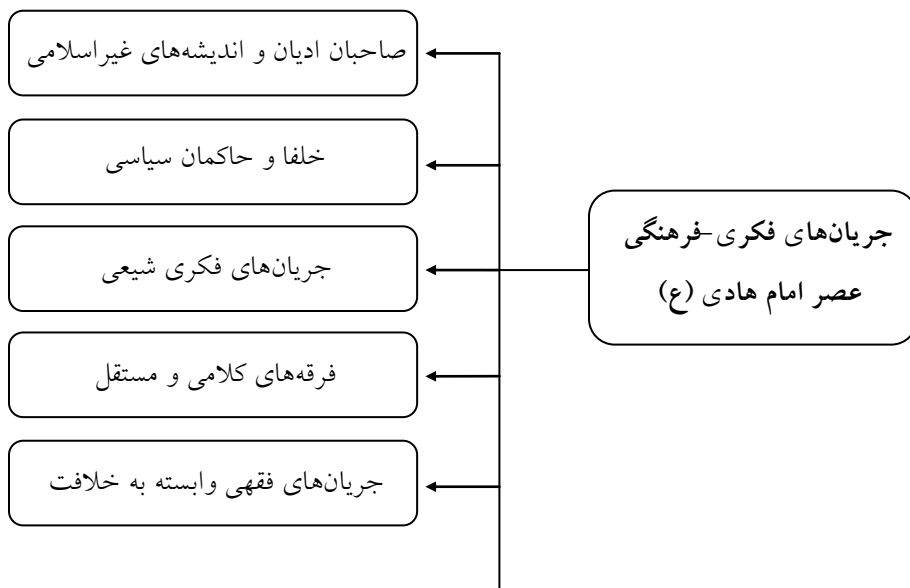 جریان‌های فکری-فرهنگی
عصر امام هادی (ع)
صاحبان ادیان و اندیشه‌های غیراسلامی
خلفا و حاکمان سیاسی
جریان‌های فکری شیعی
فرقه‌های کلامی و مستقل
جریان‌های فقهی وابسته به خلافت